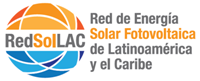 RedSolLAC
Red de Energía
Solar Fotovoltaica
de Latinoamérica
y el Caribe